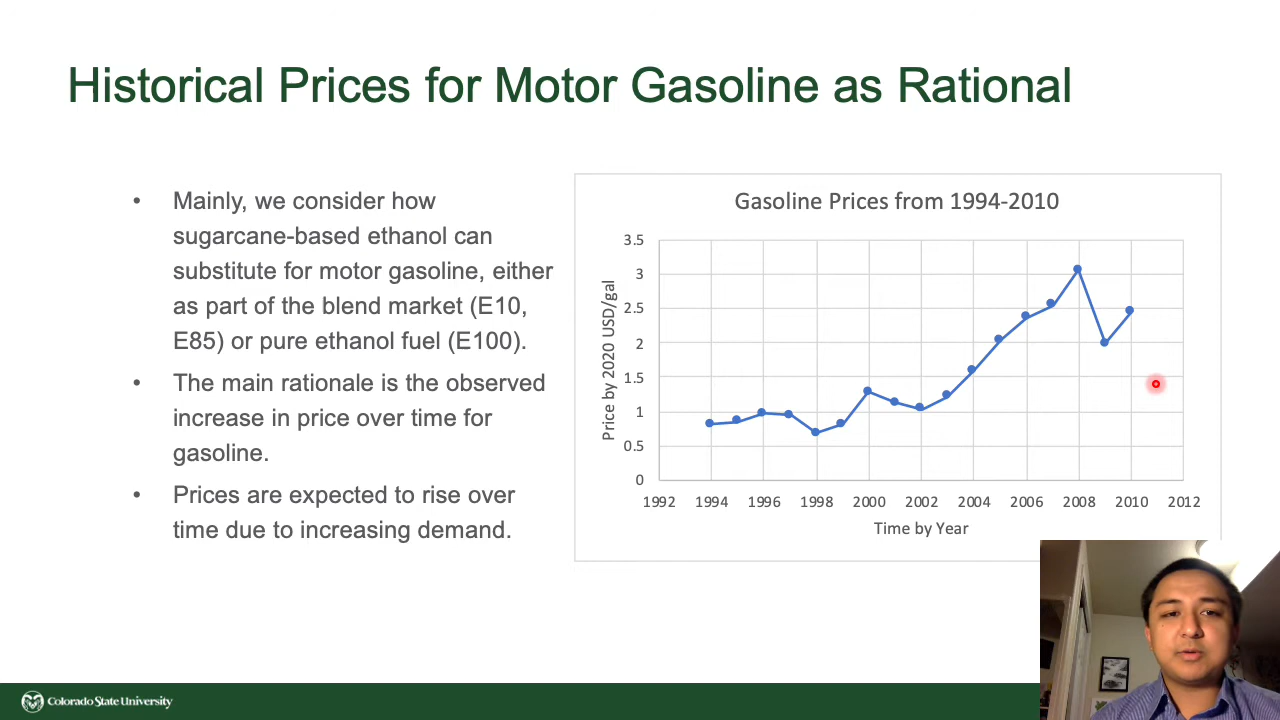 Historical Prices for Motor Gasoline as Rational
• Mainly, we consider how
sugarcane-based ethanol can
substitute for motor gasoline, either
as part of the blend market (E10,
E85) or pure ethanol fuel (E100).
• The main rationale is the observed
increase in price over time for
gasoline.
• Prices are expected to rise over
time due to increasing demand.
Gasoline Prices from 1994-2010
Price by 2020 USD/gal
3.5
3
2.5
2
1.5
1
0.5
0
1992 1994 1996 1998 2000 2002 2004 2006 2008 2010 2012
Time by Year
Colorado State University